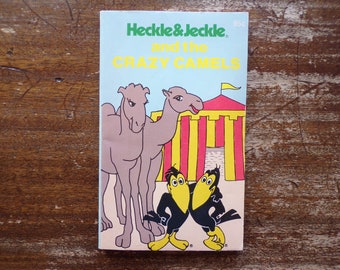 Heckle & Jeckle®
and the
CRAZY CAMELS